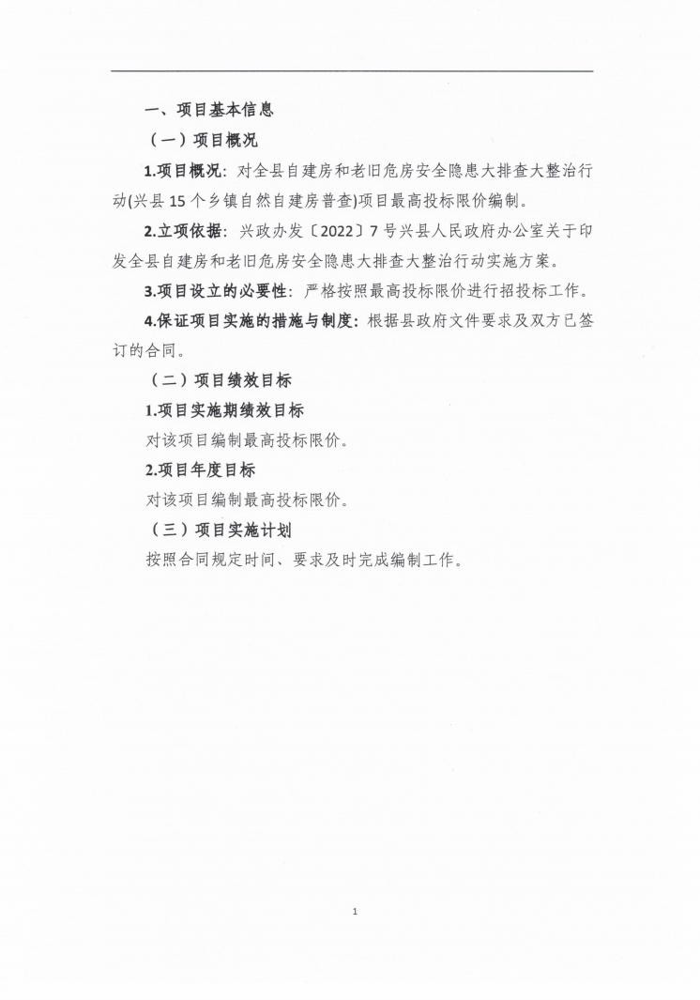 一、项目基本信息
（一）项目概况
1.项目概况：对全县自建房和老旧危房安全隐患大排查大整治行
动(兴县 15 个乡镇自然自建房普查)项目最高投标限价编制。
2.立项依据：兴政办发〔2022〕7 号兴县人民政府办公室关于印
发全县自建房和老旧危房安全隐患大排查大整治行动实施方案。
3.项目设立的必要性：严格按照最高投标限价进行招投标工作。
4.保证项目实施的措施与制度：根据县政府文件要求及双方已签
订的合同。
（二）项目绩效目标
1.项目实施期绩效目标
对该项目编制最高投标限价。
2.项目年度目标
对该项目编制最高投标限价。
（三）项目实施计划
按照合同规定时间、要求及时完成编制工作。
1